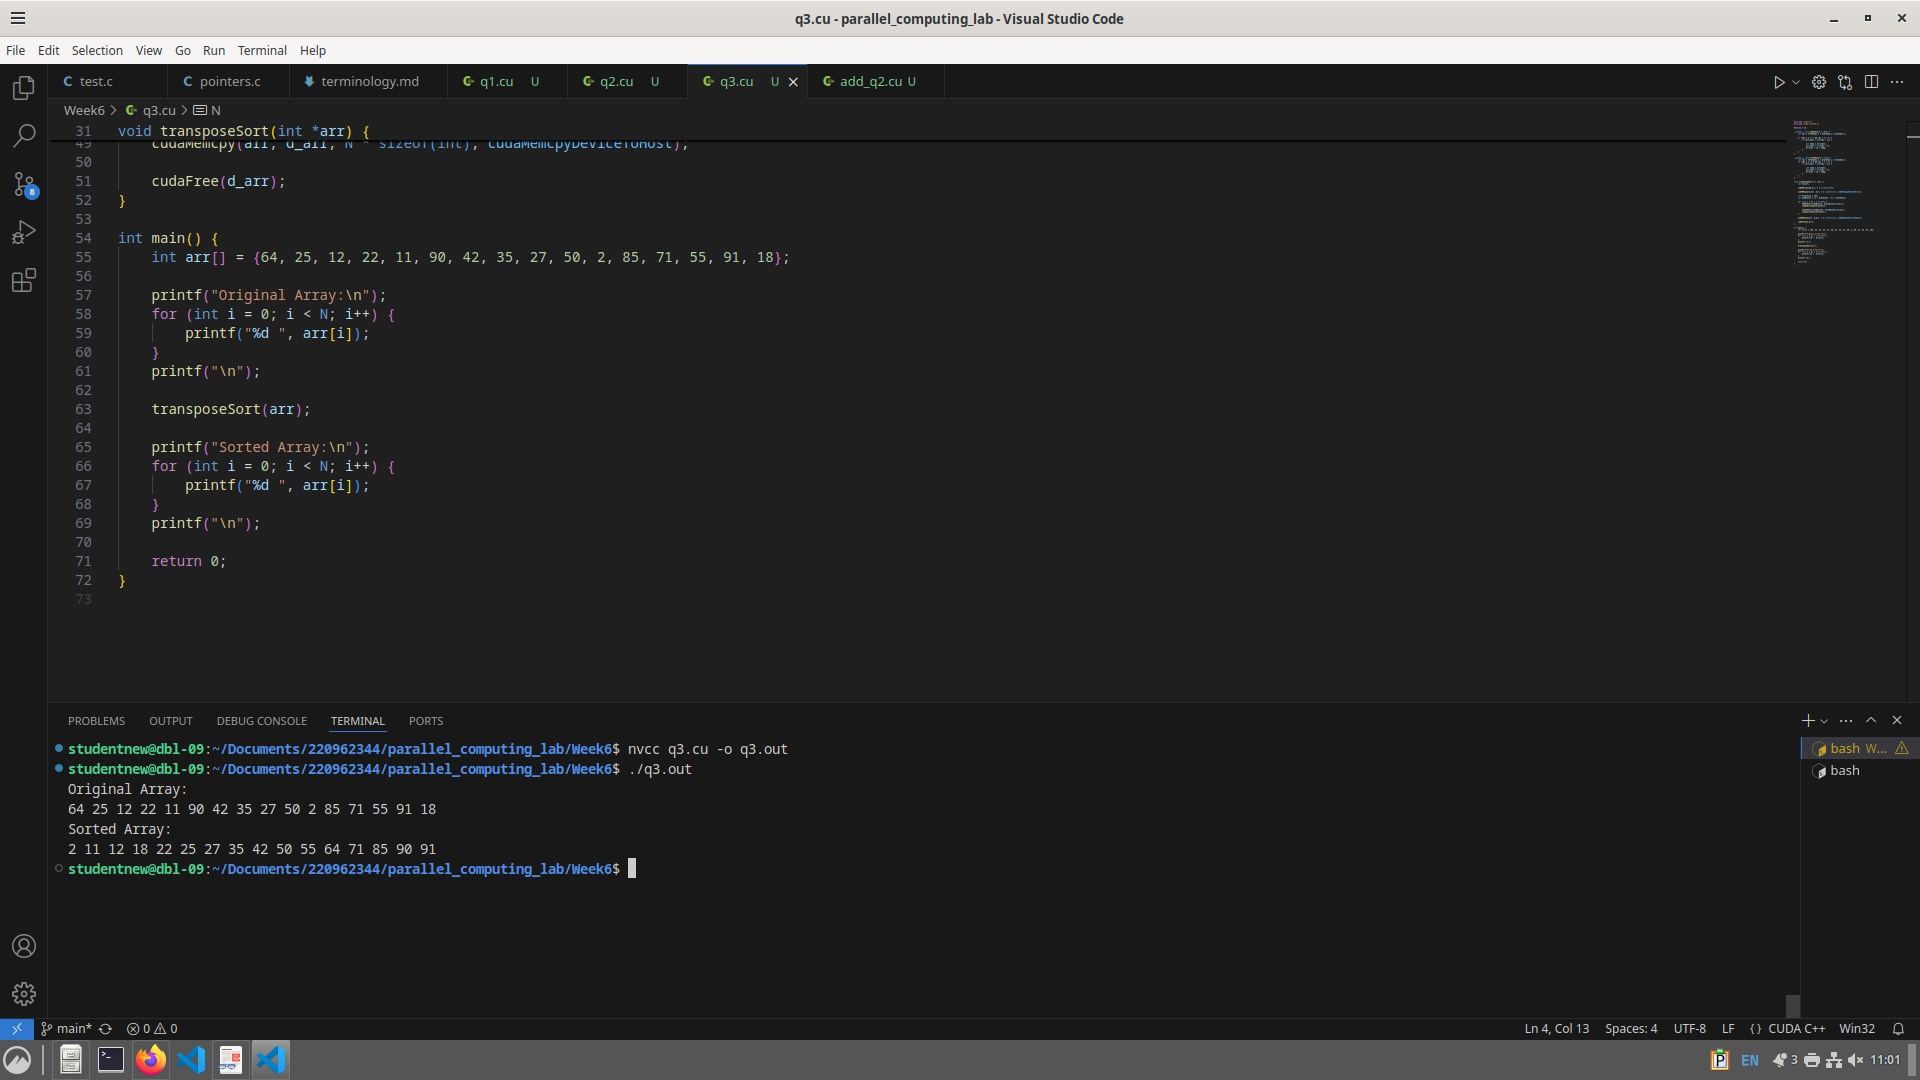 q3.cu - parallel_computing_lab - Visual Studio Code
File Edit Selection View Go Run Terminal Help
test.c pointers.c terminology.md q1.cu U q2.cu U q3.cu U add_q2.cu U
Week6 > q3.cu > N
31 void transposeSort(int *arr) {
49 cudaMemcpy(arr, d_arr, N * sizeof(int), cudaMemcpyDeviceToHost);
50
51 cudaFree(d_arr);
52 }
53
54 int main() {
55 int arr[] = {64, 25, 12, 22, 11, 90, 42, 35, 27, 50, 2, 85, 71, 55, 91, 18};
56
57 printf("Original Array:\n");
58 for (int i = 0; i < N; i++) {
59 printf("%d ", arr[i]);
60 }
61 printf("\n");
62
63 transposeSort(arr);
64
65 printf("Sorted Array:\n");
66 for (int i = 0; i < N; i++) {
67 printf("%d ", arr[i]);
68 }
69 printf("\n");
70
71 return 0;
72 }
73
8
PROBLEMS OUTPUT DEBUG CONSOLE TERMINAL PORTS
studentnew@dbl-09:~/Documents/220962344/parallel_computing_lab/Week6$ nvcc q3.cu -o q3.out
studentnew@dbl-09:~/Documents/220962344/parallel_computing_lab/Week6$ ./q3.out
Original Array:
64 25 12 22 11 90 42 35 27 50 2 85 71 55 91 18
Sorted Array:
2 11 12 18 22 25 27 35 42 50 55 64 71 85 90 91
studentnew@dbl-09:~/Documents/220962344/parallel_computing_lab/Week6$
bash W...
bash
main* 0 0 Ln 4, Col 13 Spaces: 4 UTF-8 LF {} CUDA C++ Win32
EN 3 11:01